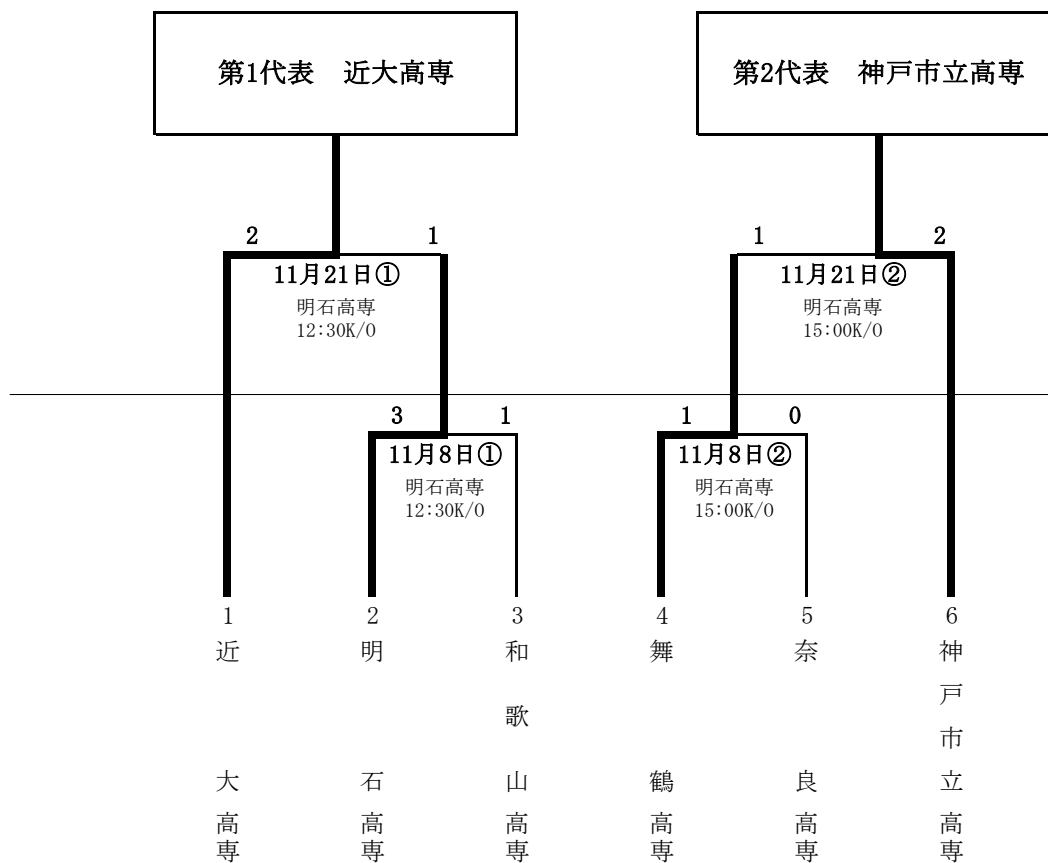 第1代表　近大高専
第2代表　神戸市立高専
2
1
11月21日①
明石高専
12:30K/O
1
2
11月21日②
明石高専
15:00K/O
3
1
11月8日①
明石高専
12:30K/O
1
0
11月8日②
明石高専
15:00K/O
1
近大高専
2
明石高専
3
和歌山高専
4
舞鶴高専
5
奈良高専
6
神戸市立高専